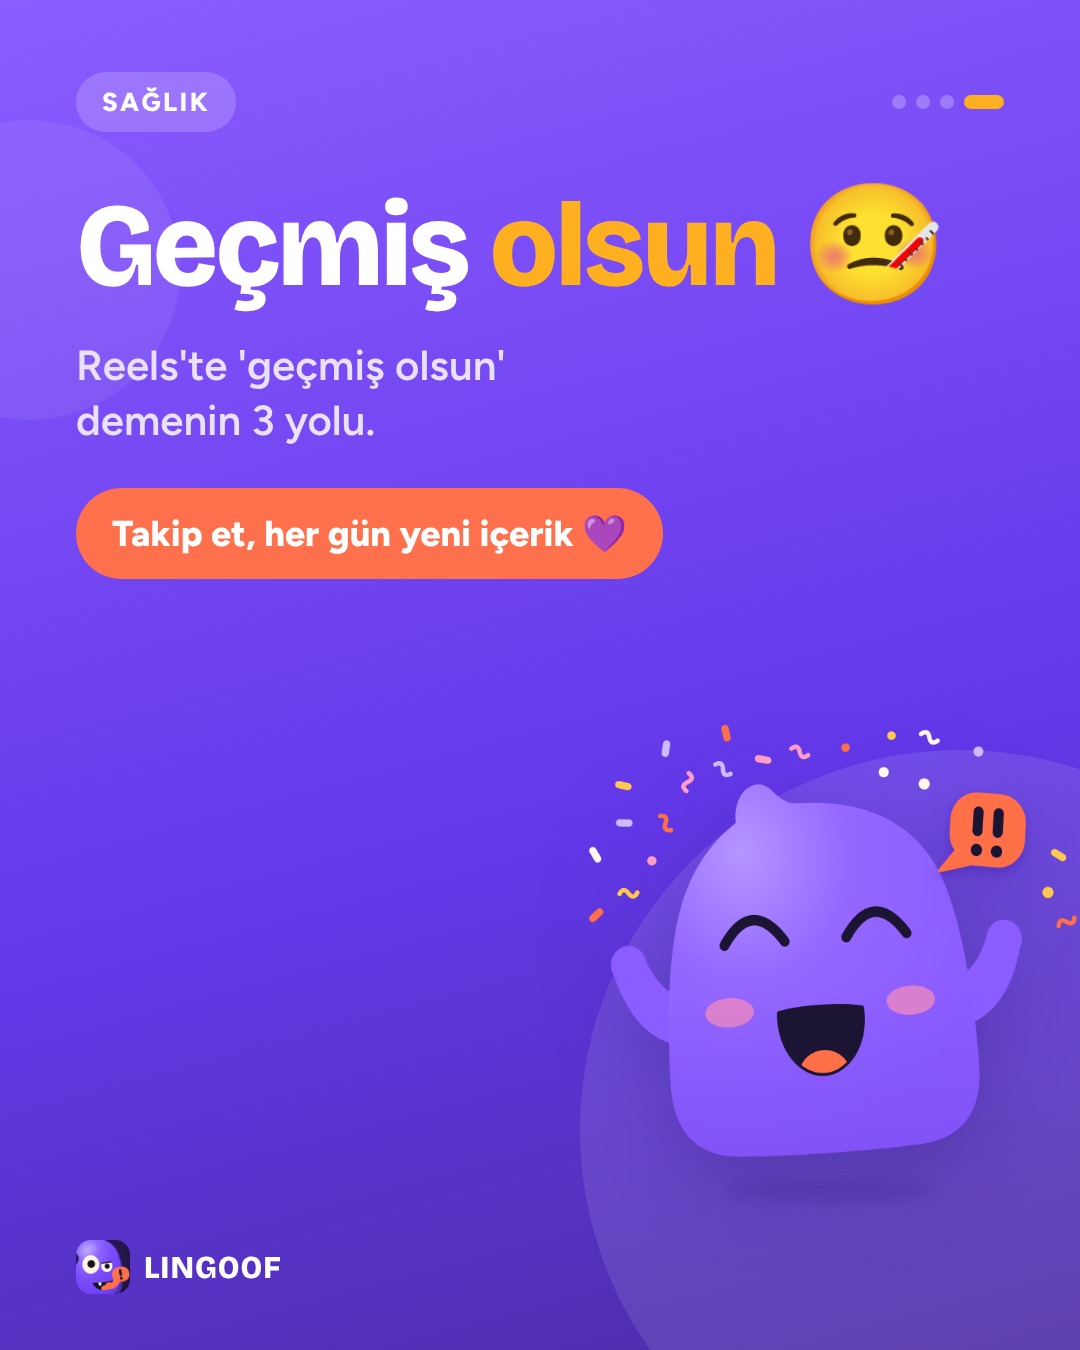 SAĞLIK
Geçmiş olsun 🤒
Reels'te 'geçmiş olsun'
demenin 3 yolu.
Takip et, her gün yeni içerik 💜
!!
LINGOOF